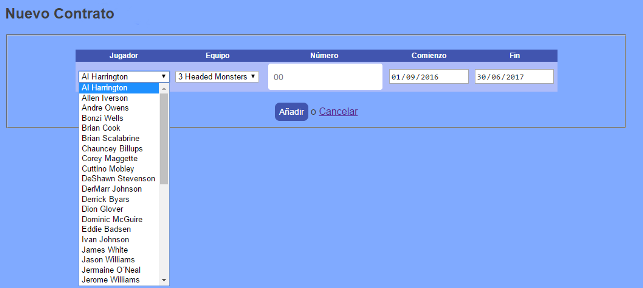 Nuevo Contrato
Jugador Equipo Número Comienzo Fin
Al Harrington 3 Headed Monsters 00 01/09/2016 30/06/2017
Al Harrington
Allen Iverson
Andre Owens
Bonzi Wells
Brian Cook
Brian Scalabrine
Chauncey Billups
Corey Maggette
Cuttino Mobley
DeShawn Stevenson
DerMarr Johnson
Derrick Byars
Dion Glover
Dominic McGuire
Eddie Badsen
Ivan Johnson
James White
Jason Williams
Jermaine O'Neal
Jerome Williams
Añadir o Cancelar